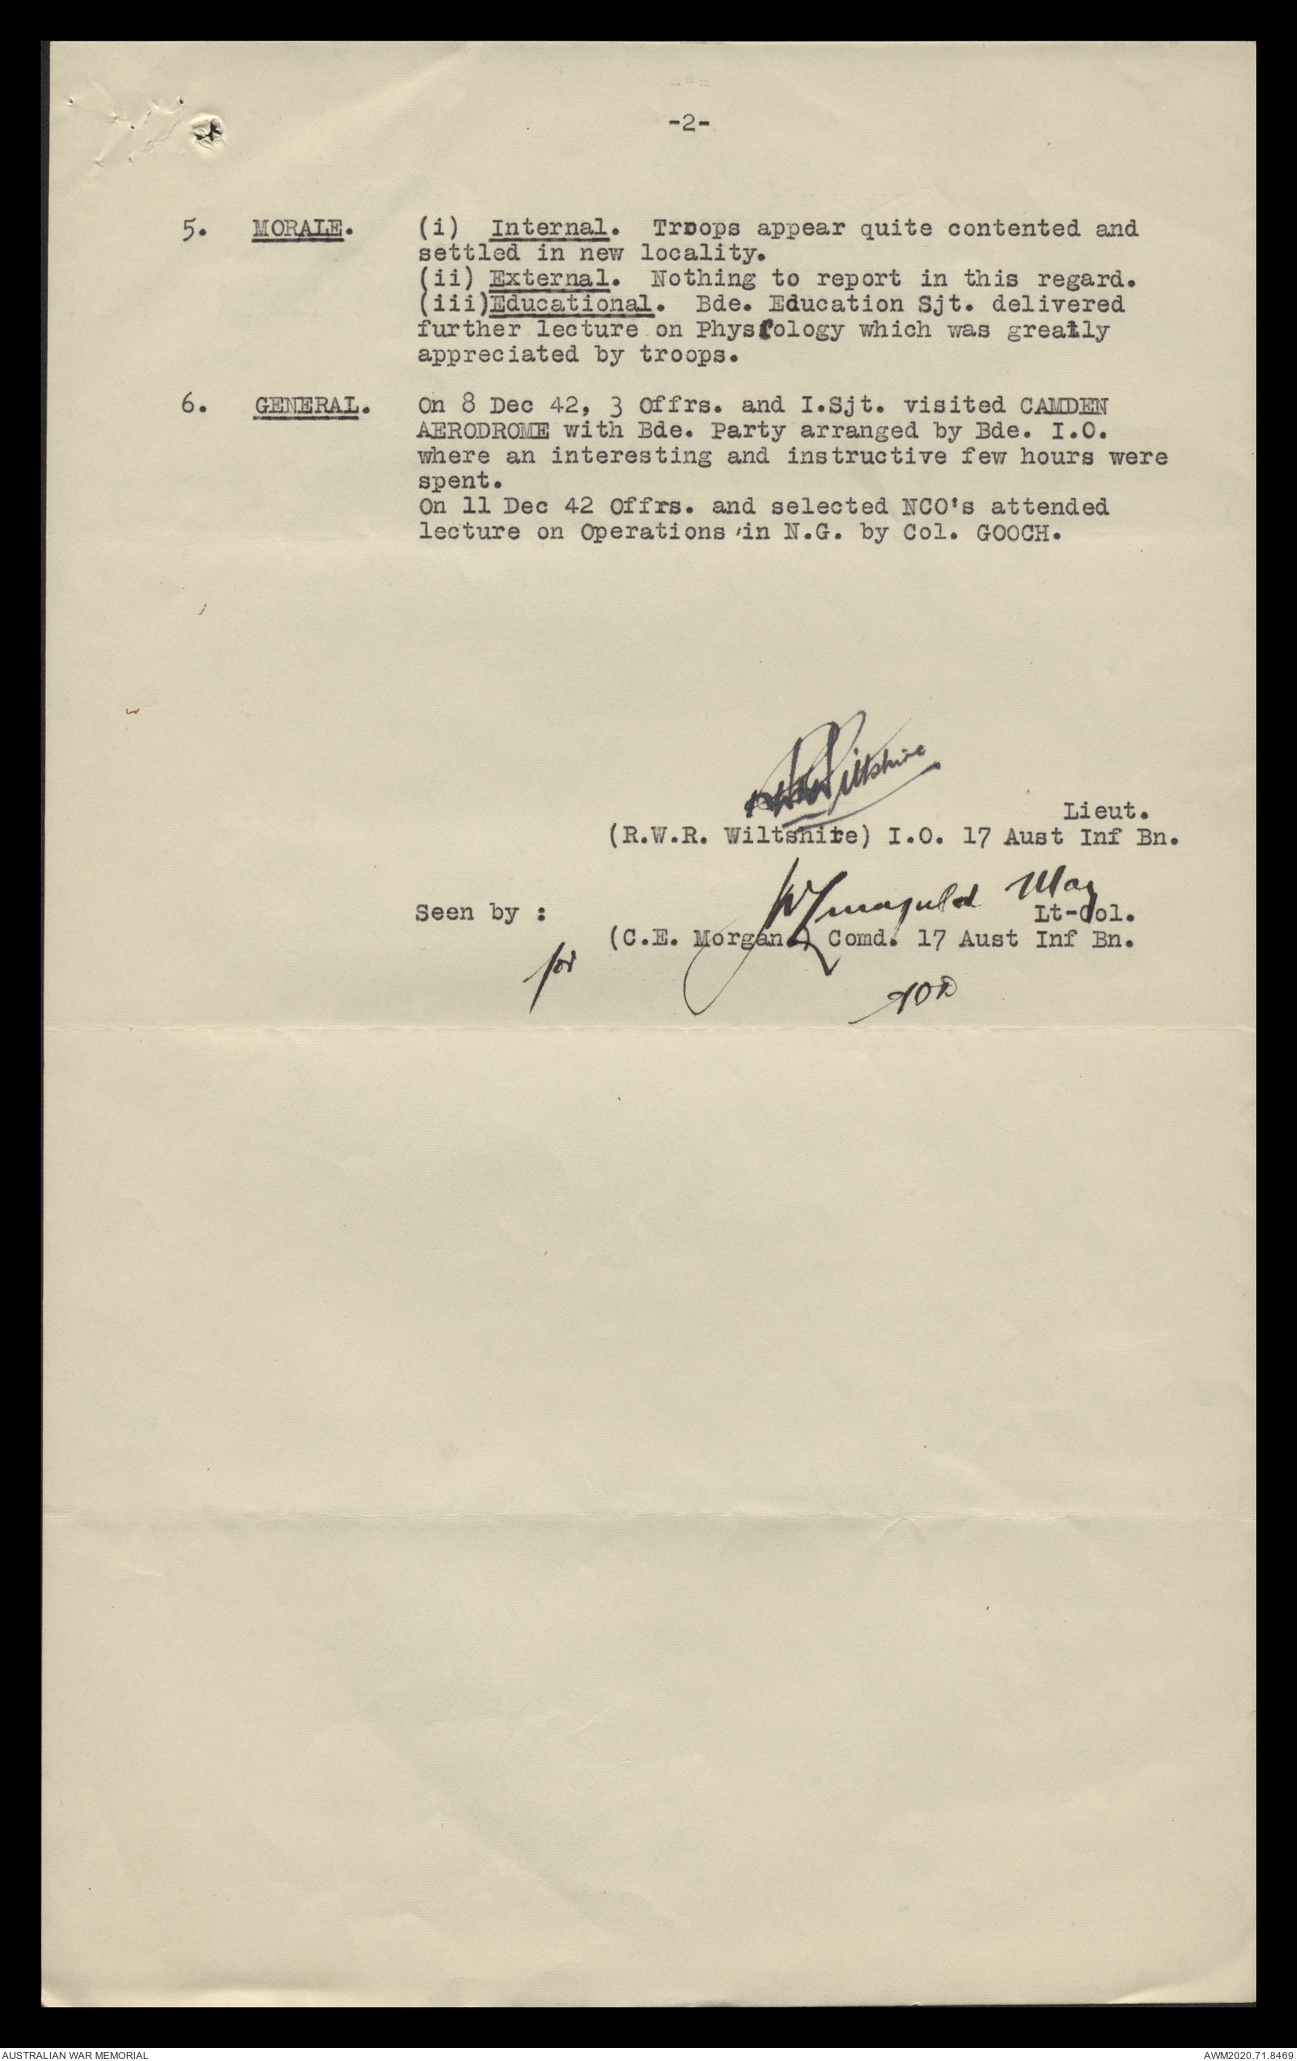 -2-
5. MORALE. (i) Internal. Troops appear quite contented and
settled in new locality.
(ii) External. Nothing to report in this regard.
(iii)Educational. Bde. Education Sjt. delivered
further lecture on Physiology which was greatly
appreciated by troops.
6. GENERAL. On 8 Dec 42, 3 Offrs. and I.Sjt. visited CAMDEN
AERODROME with Bde. Party arranged by Bde. I.O.
where an interesting and instructive few hours were
spent.
On 11 Dec 42 Offrs. and selected NCO's attended
lecture on Operations in N.G. by Col. GOOCH.
Wiltshire
Lieut.
(R.W.R. Wiltshire) I.O. 17 Aust Inf Bn.
Maj
Seen by : Lt-Col.
(C.E. Morgan ) Comd. 17 Aust Inf Bn.
for
AUSTRALIAN WAR MEMORIAL AWM2020.71.8469